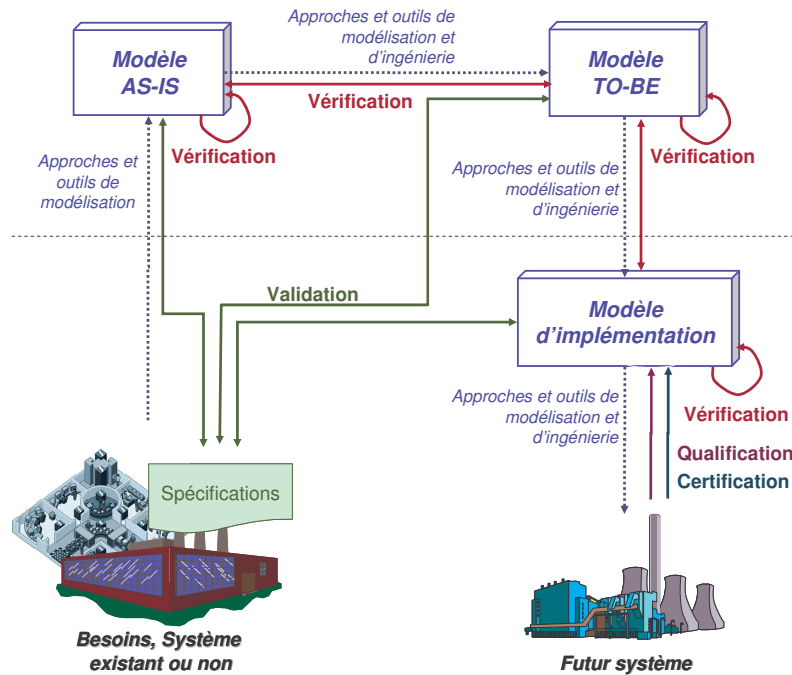 Approches et outils de
modélisation et
d'ingénierie
Modèle
AS-IS
Modèle
TO-BE
Vérification
Vérification
Vérification
Approches et
outils de
modélisation
Approches et outils de
modélisation et
d'ingénierie
Validation
Modèle
d'implémentation
Approches et outils de
modélisation et
d'ingénierie
Vérification
Qualification
Certification
Spécifications
Besoins, Système
existant ou non
Futur système